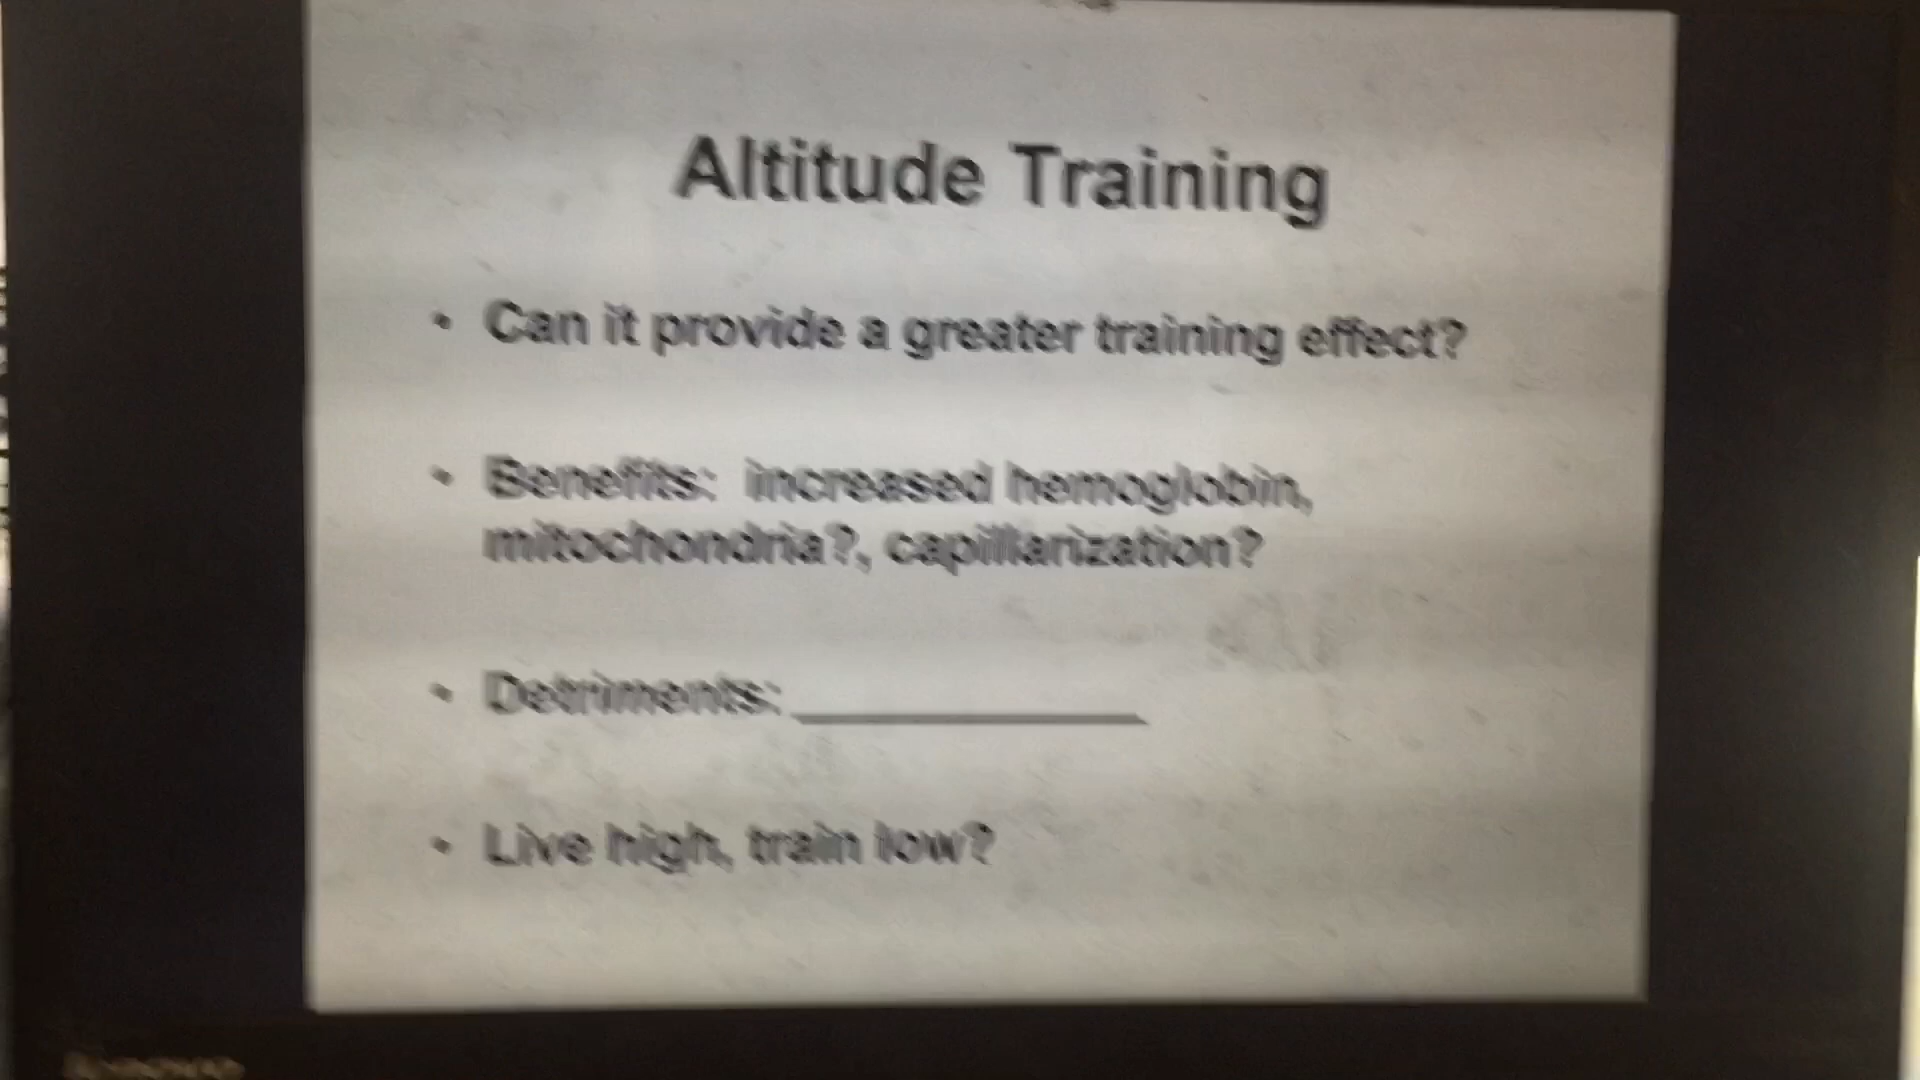 Altitude Training
• Can it provide a greater training effect?
• Benefits: increased hemoglobin,
mitochondria?, capillarization?
• Detriments: ____________
• Live high, train low?